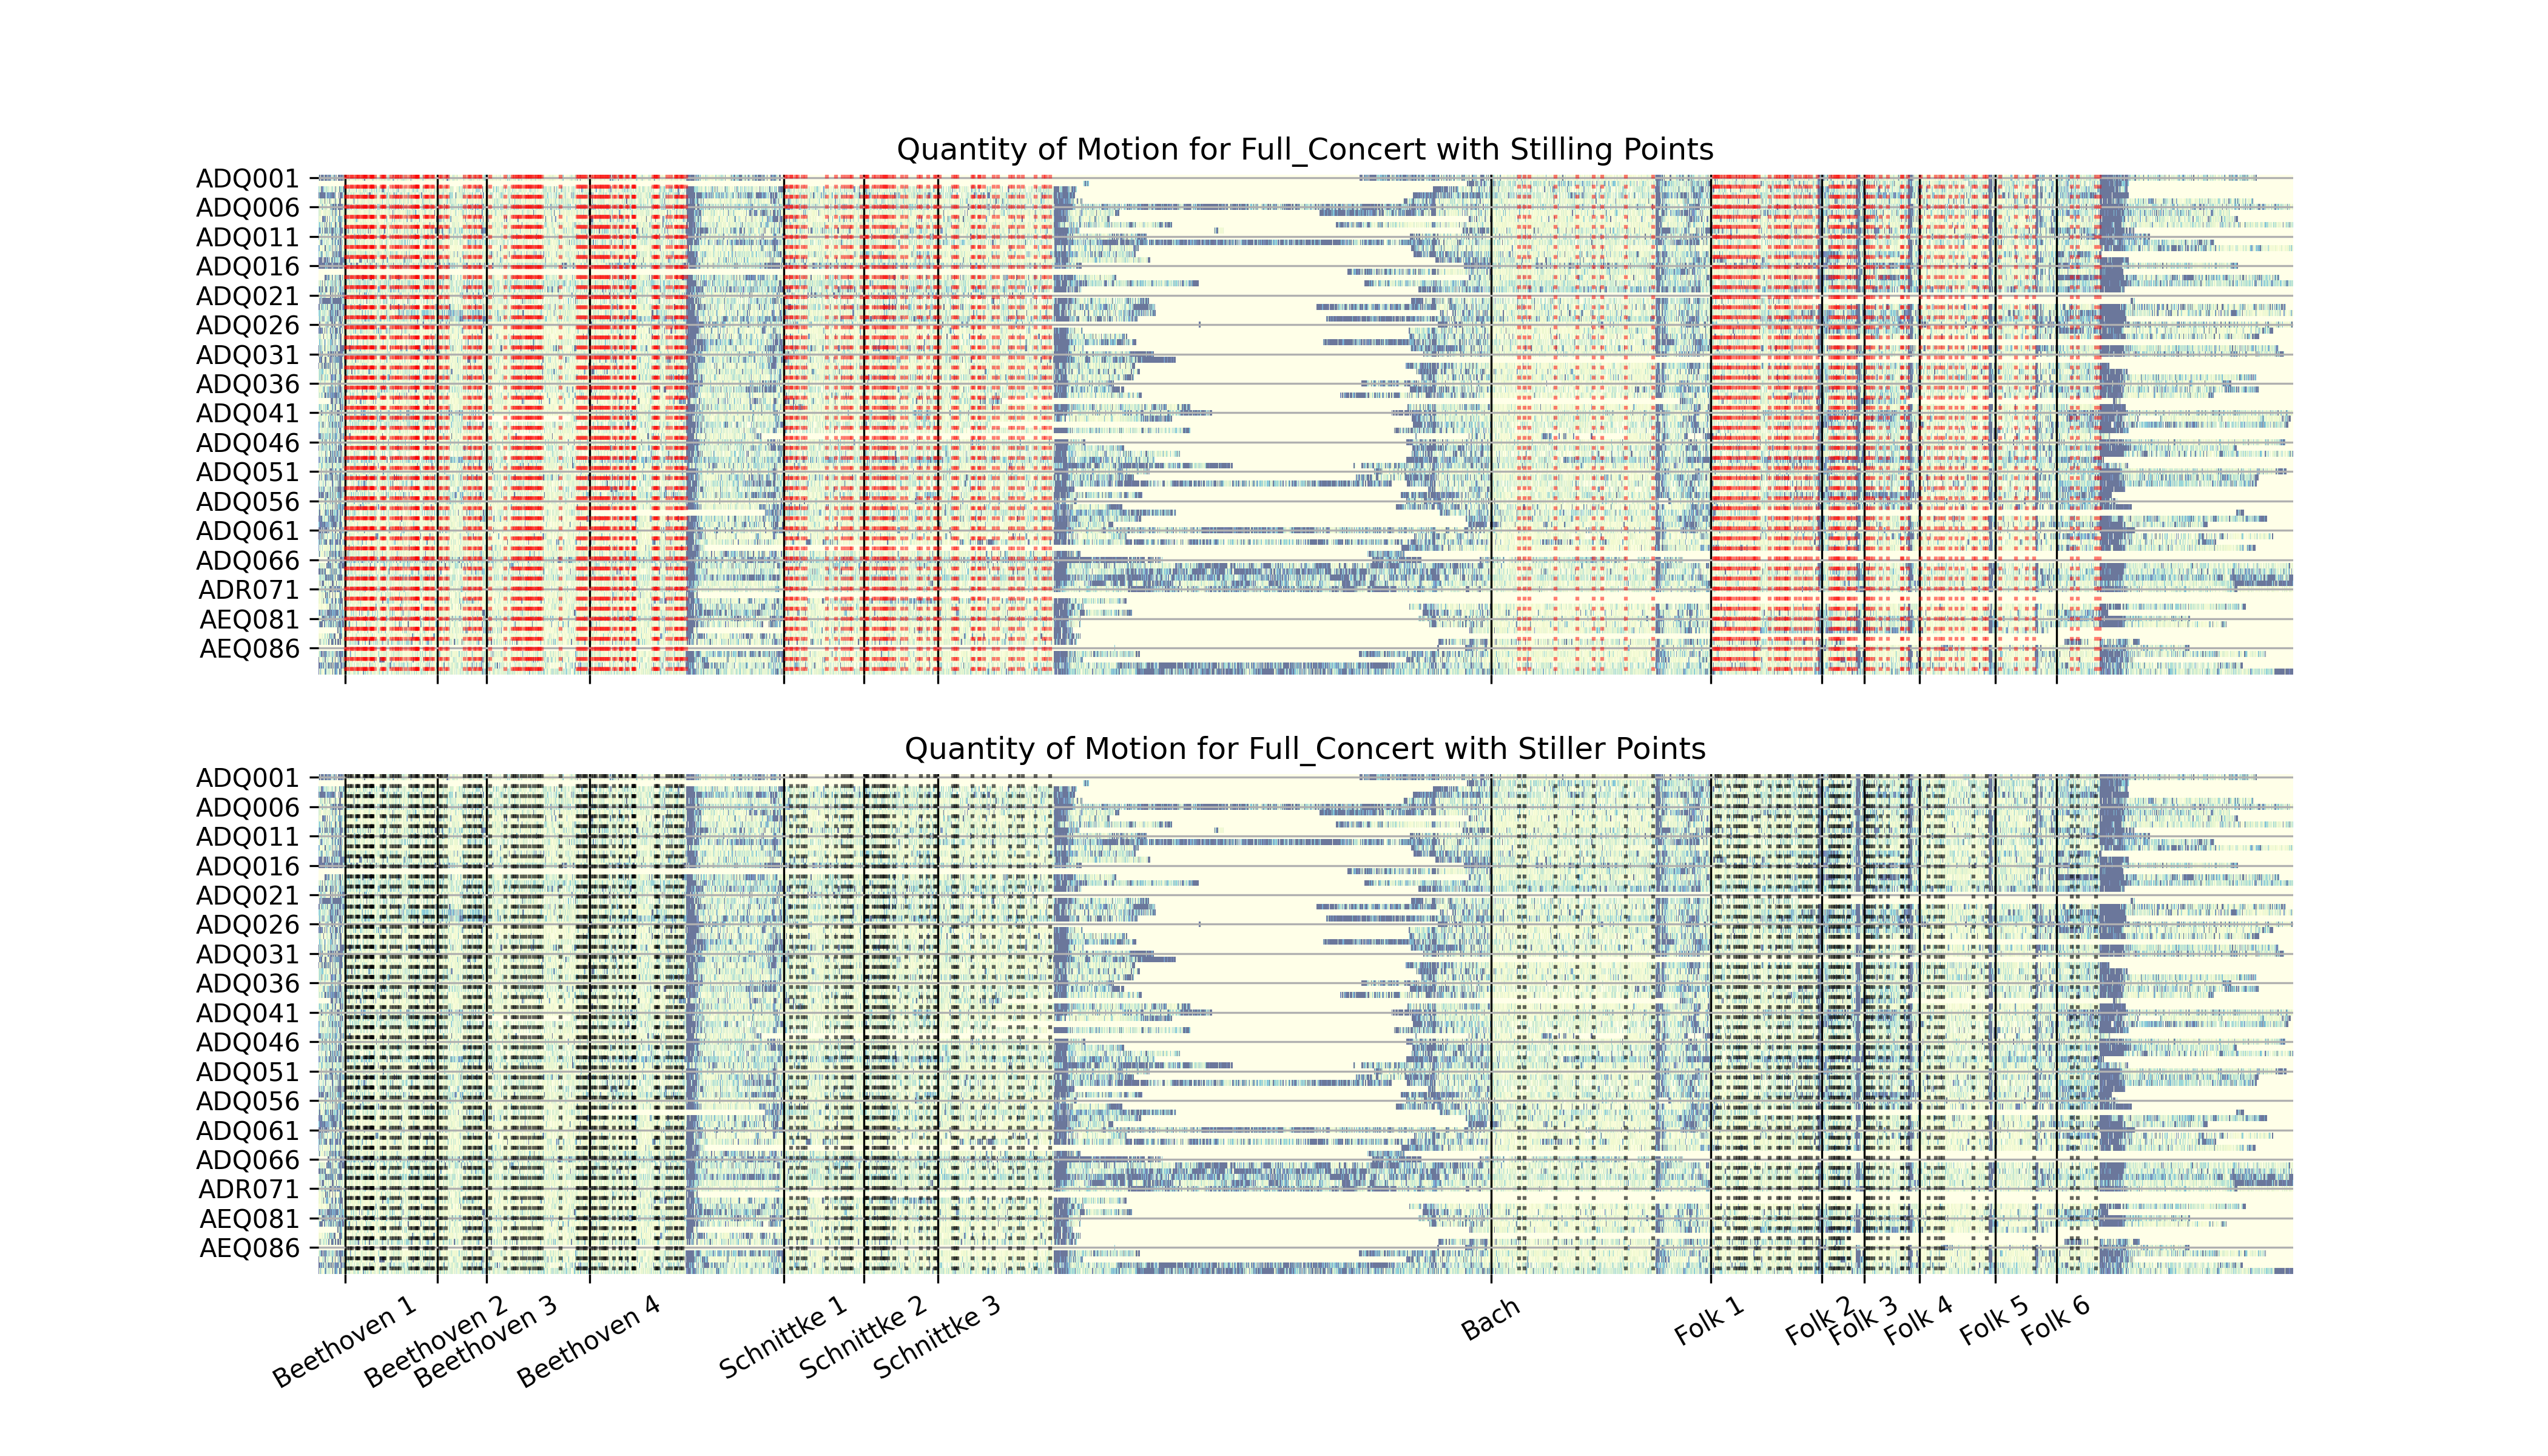 Quantity of Motion for Full_Concert with Stilling Points
ADQ001
ADQ006
ADQ011
ADQ016
ADQ021
ADQ026
ADQ031
ADQ036
ADQ041
ADQ046
ADQ051
ADQ056
ADQ061
ADQ066
ADR071
AEQ081
AEQ086
Quantity of Motion for Full_Concert with Stiller Points
ADQ001
ADQ006
ADQ011
ADQ016
ADQ021
ADQ026
ADQ031
ADQ036
ADQ041
ADQ046
ADQ051
ADQ056
ADQ061
ADQ066
ADR071
AEQ081
AEQ086
Beethoven 1
Beethoven 2
Beethoven 3
Beethoven 4
Schnittke 1
Schnittke 2
Schnittke 3
Bach
Folk 1
Folk 2
Folk 3
Folk 4
Folk 5
Folk 6